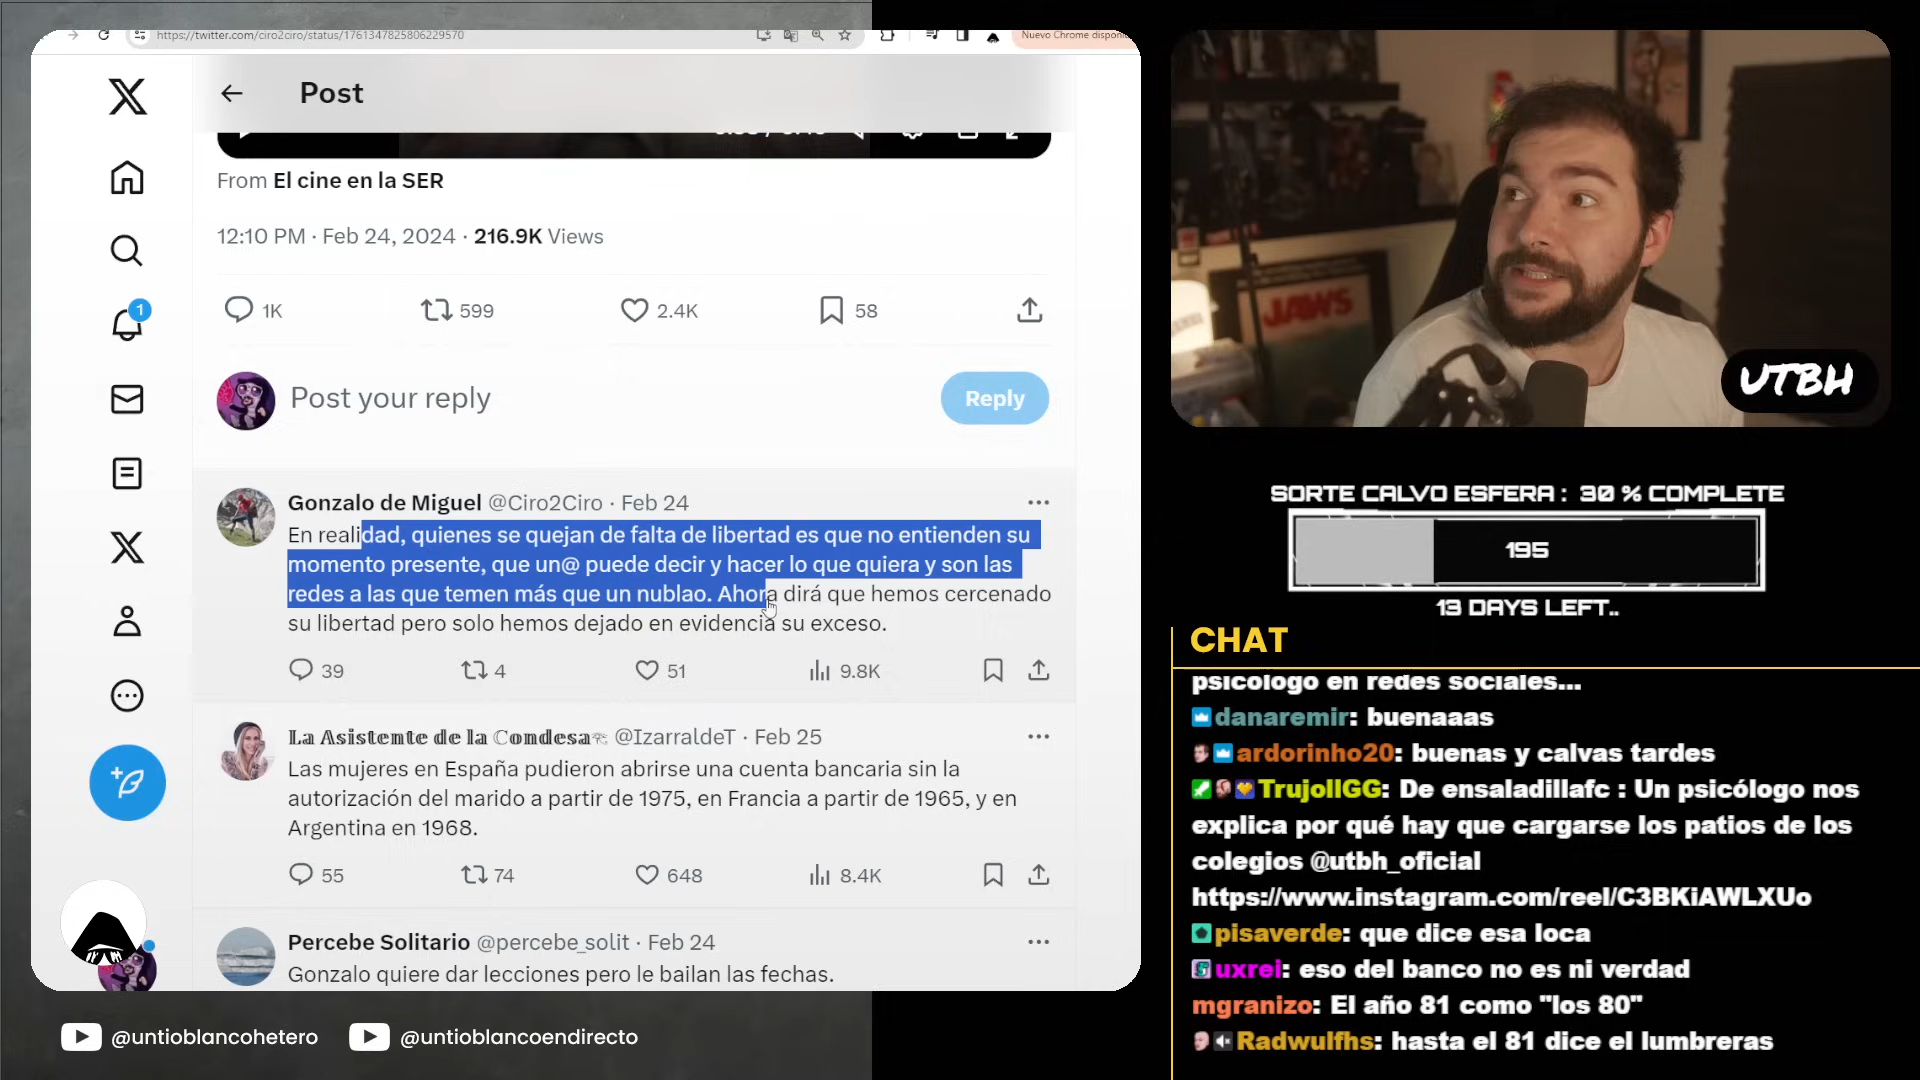 https://twitter.com/ciro2ciro/status/1761347825806229570
Nuevo Chrome disponi
Post
From El cine en la SER
12:10 PM · Feb 24, 2024 · 216.9K Views
1K 599 2.4K 58
Post your reply
Reply
1
Gonzalo de Miguel @Ciro2Ciro · Feb 24
En realidad, quienes se quejan de falta de libertad es que no entienden su
momento presente, que un@ puede decir y hacer lo que quiera y son las
redes a las que temen más que un nublao. Ahora dirá que hemos cercenado
su libertad pero solo hemos dejado en evidencia su exceso.
39 4 51 9.8K
La Asistente de la Condesa @IzarraldeT · Feb 25
Las mujeres en España pudieron abrirse una cuenta bancaria sin la
autorización del marido a partir de 1975, en Francia a partir de 1965, y en
Argentina en 1968.
55 74 648 8.4K
Percebe Solitario @percebe_solit · Feb 24
Gonzalo quiere dar lecciones pero le bailan las fechas.
@untioblancohetero @untioblancoendirecto
JAWS
UTBH
SORTE CALVO ESFERA : 30 % COMPLETE
195
13 DAYS LEFT..
CHAT
psicologo en redes sociales...
danaremir: buenaaas
ardorinho20: buenas y calvas tardes
TrujollGG: De ensaladillafc : Un psicólogo nos
explica por qué hay que cargarse los patios de los
colegios @utbh_oficial
https://www.instagram.com/reel/C3BKiAWLXUo
pisaverde: que dice esa loca
uxrei: eso del banco no es ni verdad
mgranizo: El año 81 como "los 80"
Radwulfhs: hasta el 81 dice el lumbreras